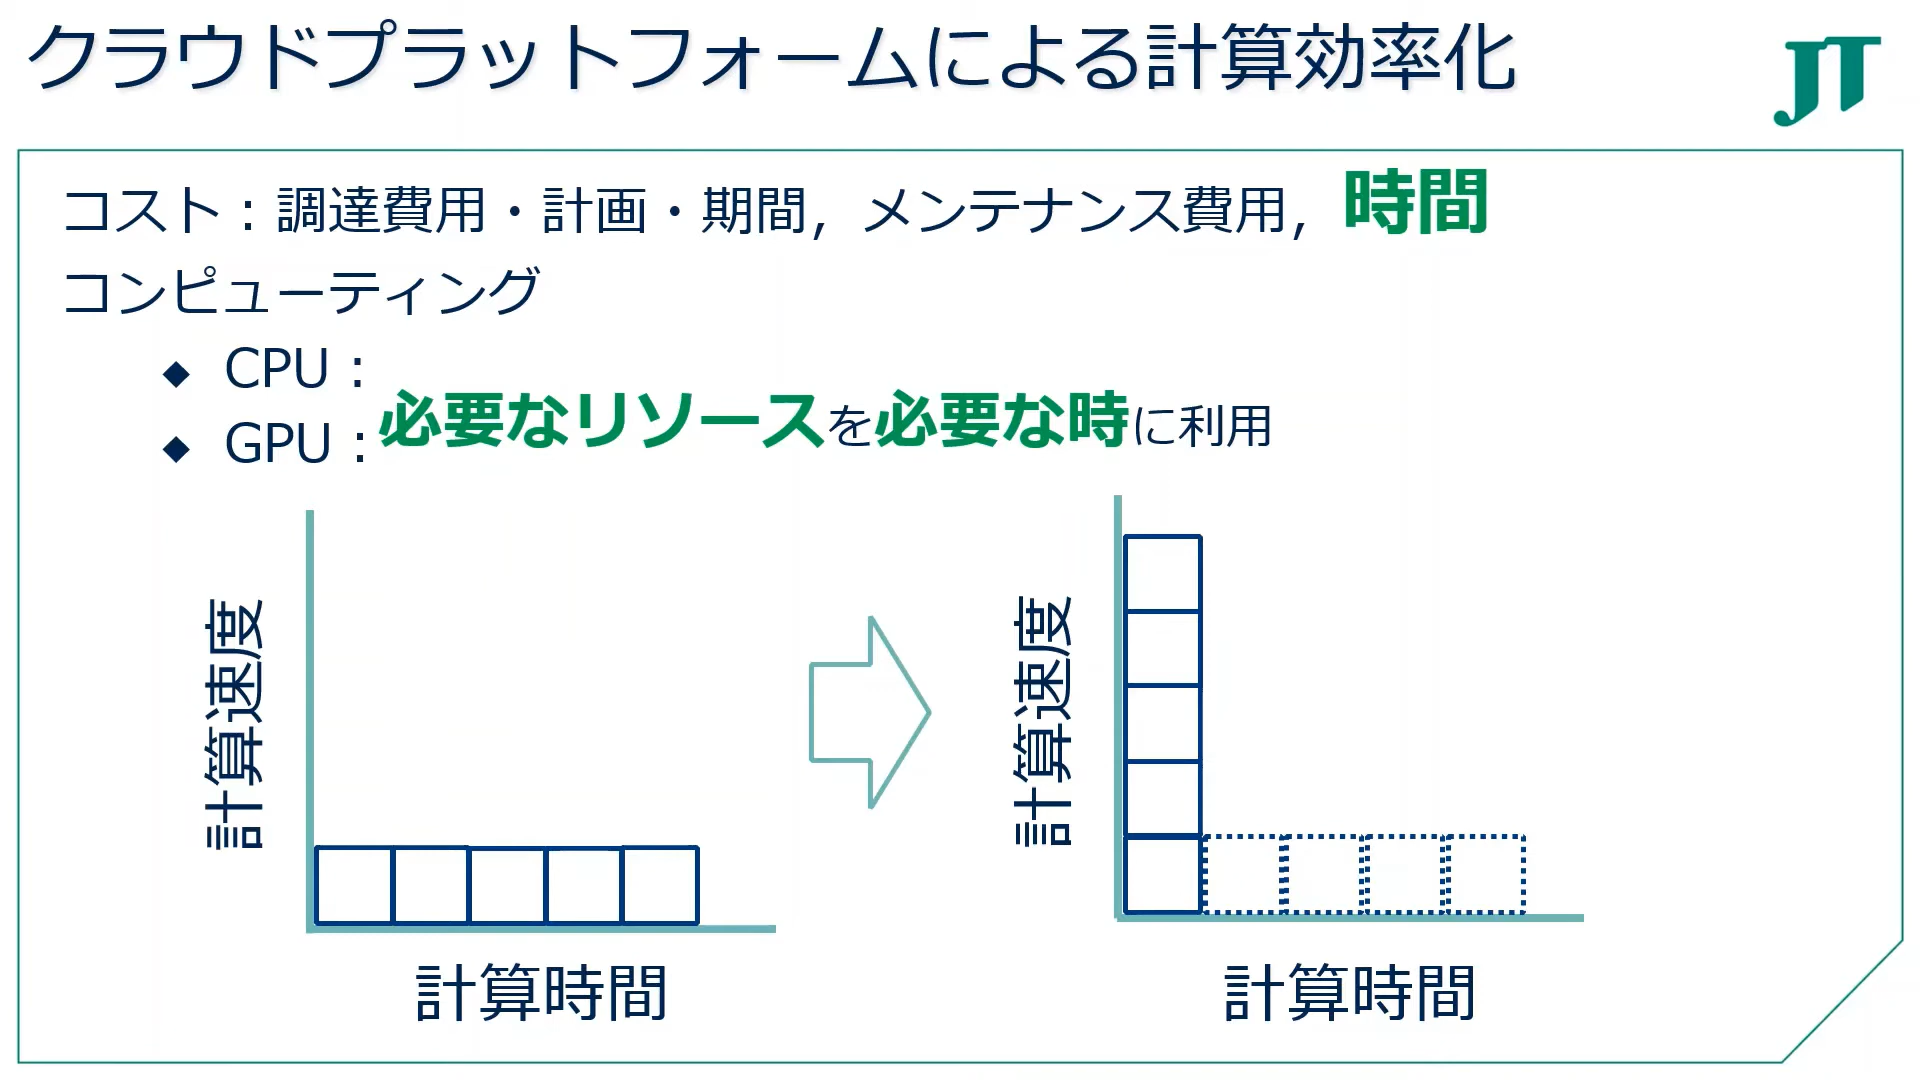 クラウドプラットフォームによる計算効率化
JT
コスト：調達費用・計画・期間，メンテナンス費用，時間
コンピューティング
◆ CPU：
◆ GPU：
必要なリソースを必要な時に利用
計算速度
計算時間
計算速度
計算時間